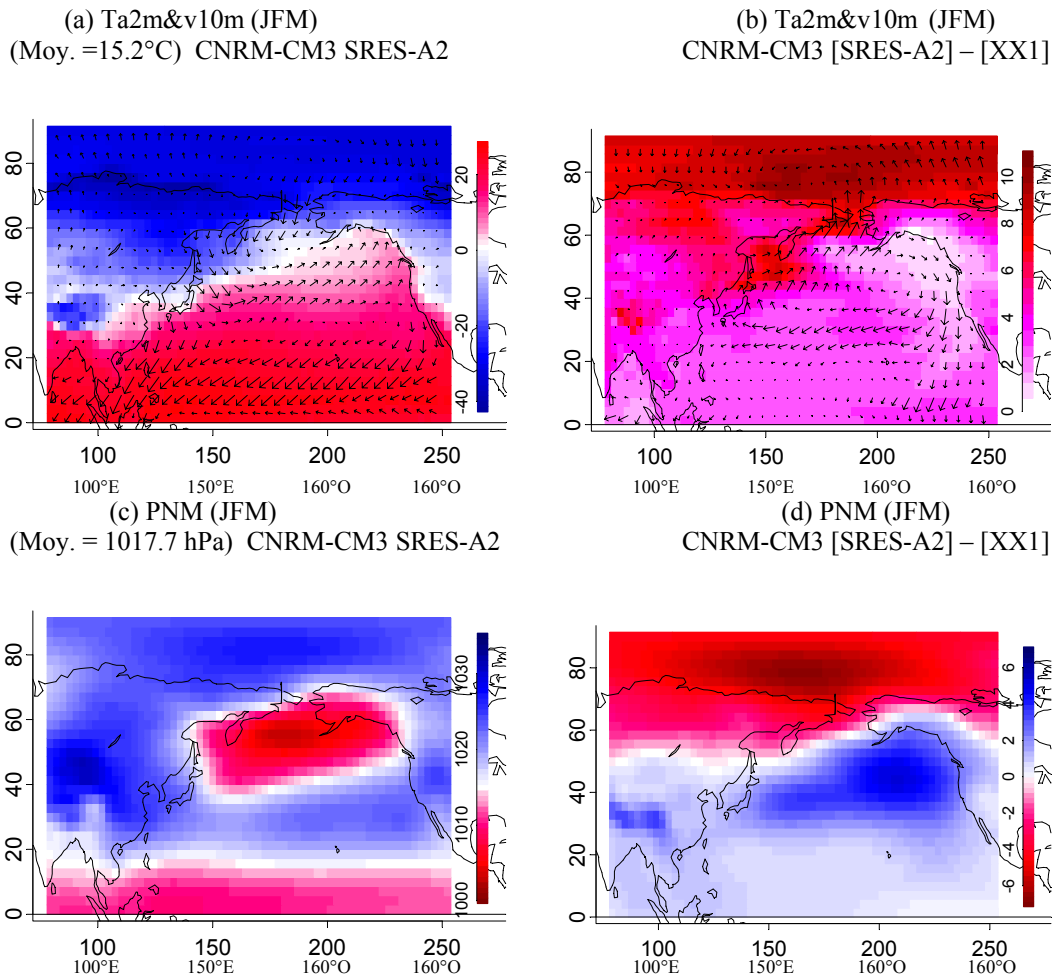 (a) Ta2m&v10m (JFM)
(Moy. =15.2°C) CNRM-CM3 SRES-A2
(b) Ta2m&v10m (JFM)
CNRM-CM3 [SRES-A2] – [XX1]
80
60
40
20
0
20
0
-20
-40
100
150
200
250
100°E
150°E
160°O
160°O
80
60
40
20
0
10
8
6
4
2
0
100
150
200
250
100°E
150°E
160°O
160°O
(c) PNM (JFM)
(Moy. = 1017.7 hPa) CNRM-CM3 SRES-A2
(d) PNM (JFM)
CNRM-CM3 [SRES-A2] – [XX1]
80
60
40
20
0
1030
1020
1010
1000
100
150
200
250
100°E
150°E
160°O
160°O
80
60
40
20
0
6
4
2
0
-2
-4
-6
100
150
200
250
100°E
150°E
160°O
160°O